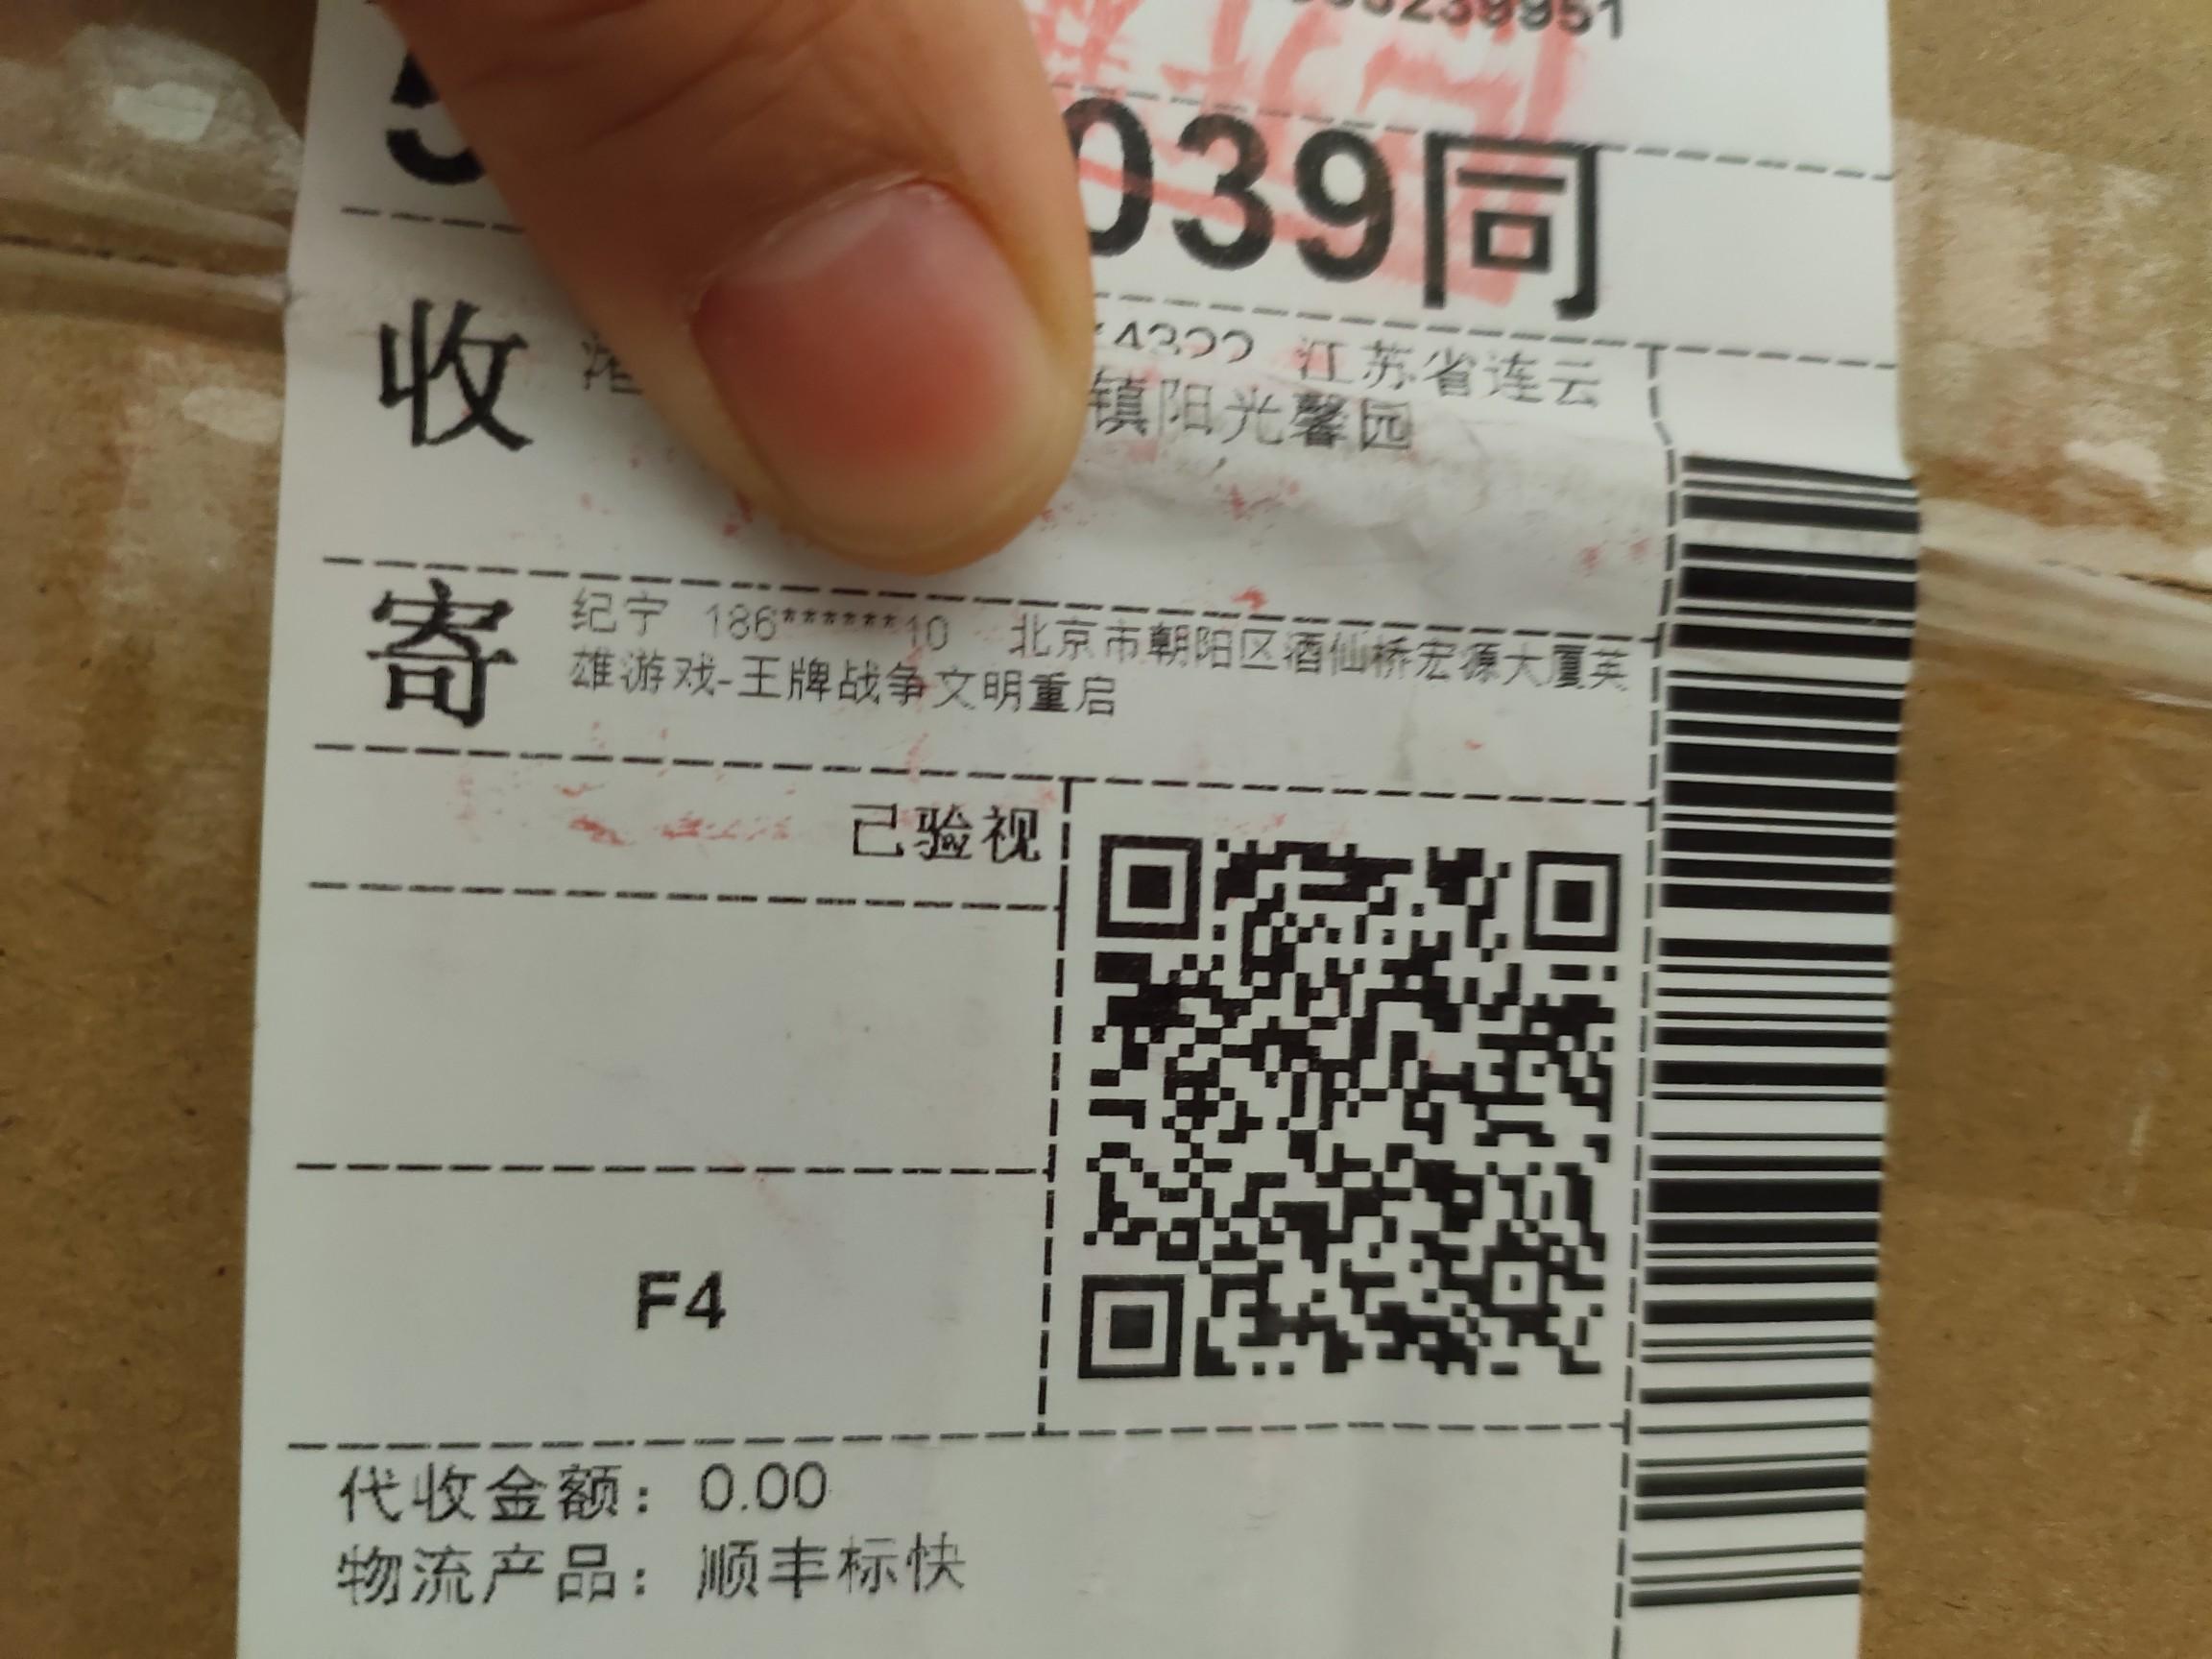 239951
039同
收
江苏省连云
镇阳光馨园
寄
纪宁 186******10 北京市朝阳区酒仙桥宏源大厦英
雄游戏-王牌战争文明重启
己验视
F4
代收金额：0.00
物流产品：顺丰标快